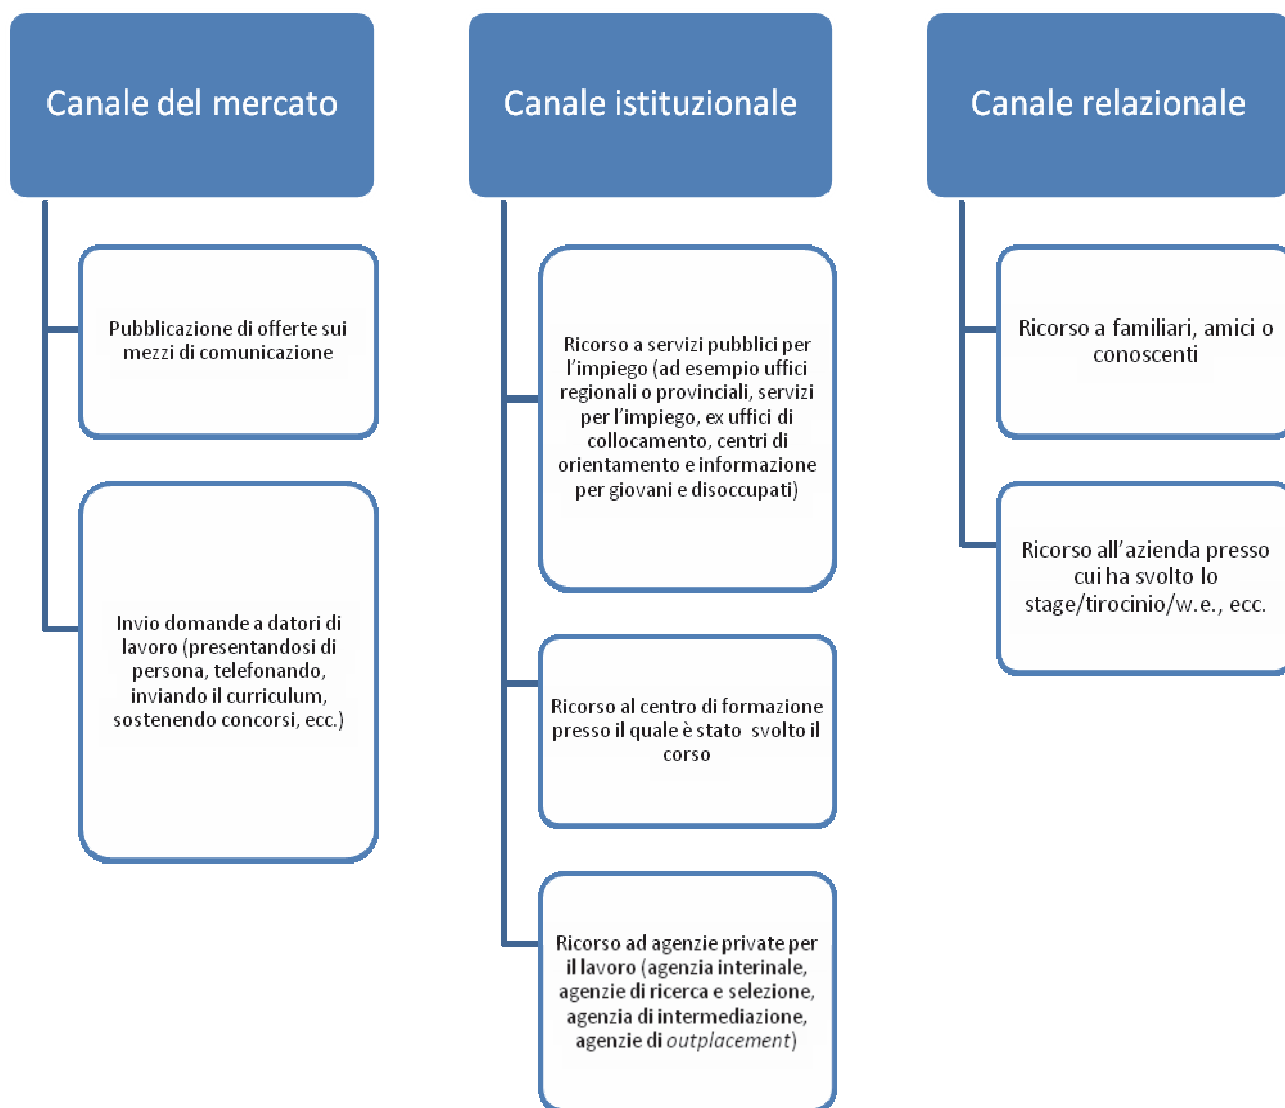 Canale del mercato
Pubblicazione di offerte sui
mezzi di comunicazione
Invio domande a datori di
lavoro (presentandosi di
persona, telefonando,
inviando il curriculum,
sostenendo concorsi, ecc.)
Canale istituzionale
Ricorso a servizi pubblici per
l'impiego (ad esempio uffici
regionali o provinciali, servizi
per l'impiego, ex uffici di
collocamento, centri di
orientamento e informazione
per giovani e disoccupati)
Ricorso al centro di formazione
presso il quale è stato svolto il
corso
Ricorso ad agenzie private per
il lavoro (agenzia interinale,
agenzie di ricerca e selezione,
agenzia di intermediazione,
agenzie di outplacement)
Canale relazionale
Ricorso a familiari, amici o
conoscenti
Ricorso all'azienda presso
cui ha svolto lo
stage/tirocinio/w.e., ecc.